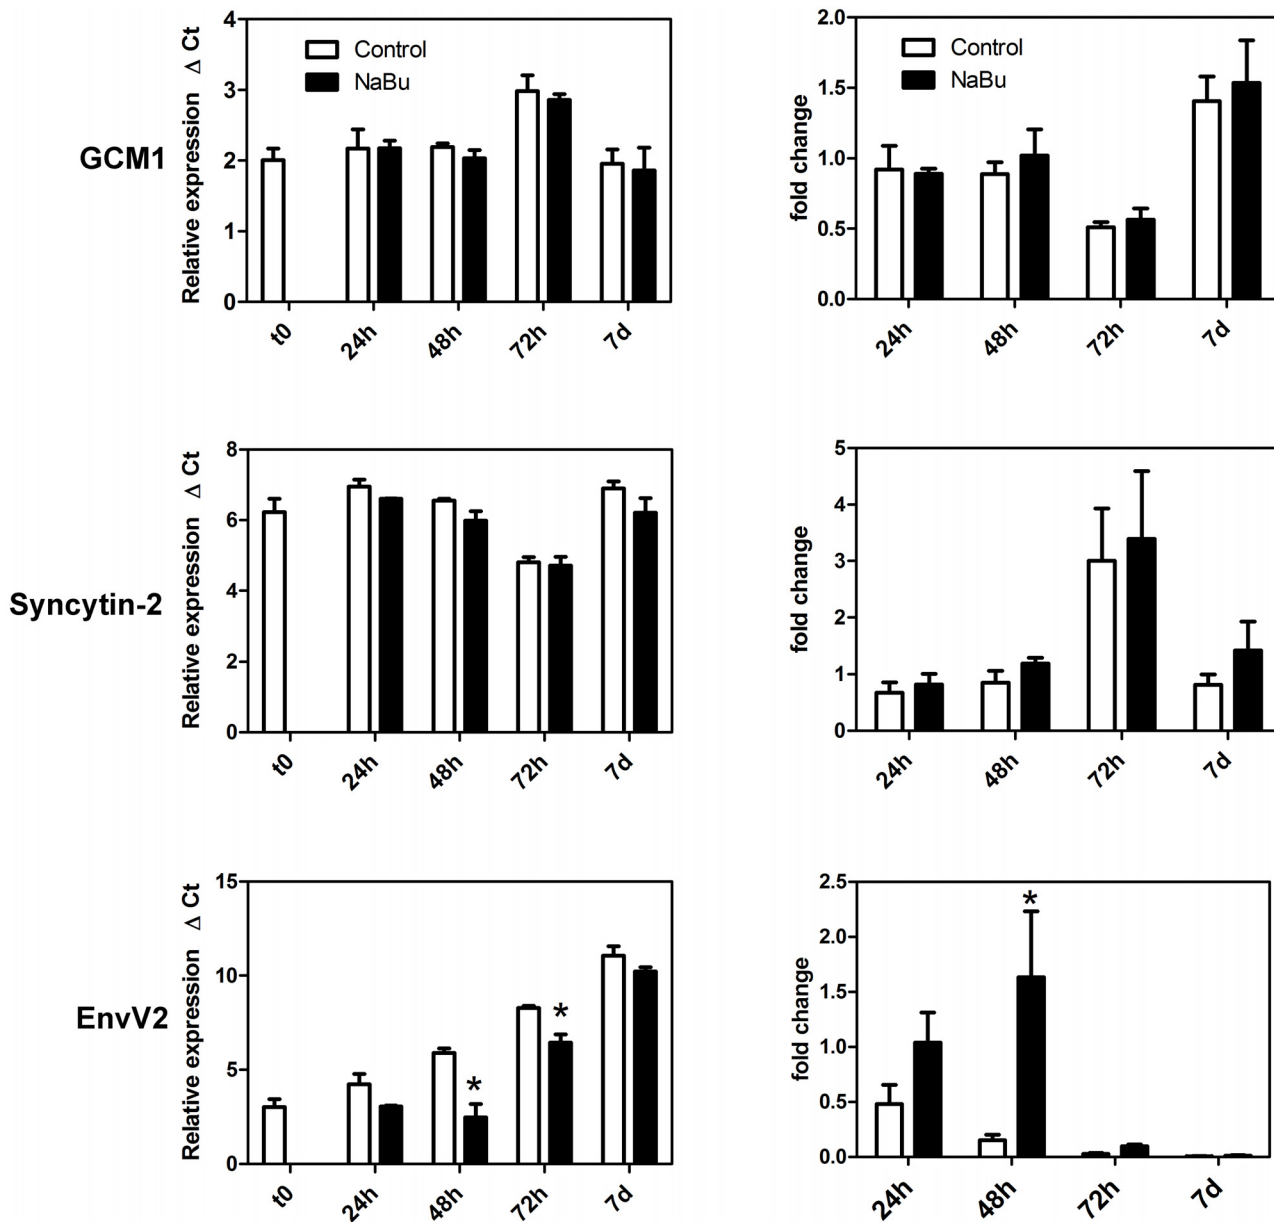 GCM1
Relative expression Δ Ct
4
3
2
1
0
Control
NaBu
t0
24h
48h
72h
7d
fold change
2.0
1.5
1.0
0.5
0.0
Control
NaBu
24h
48h
72h
7d
Syncytin-2
Relative expression Δ Ct
8
6
4
2
0
t0
24h
48h
72h
7d
fold change
5
4
3
2
1
0
24h
48h
72h
7d
EnvV2
Relative expression Δ Ct
15
10
5
0
*
*
t0
24h
48h
72h
7d
fold change
2.5
2.0
1.5
1.0
0.5
0.0
*
24h
48h
72h
7d